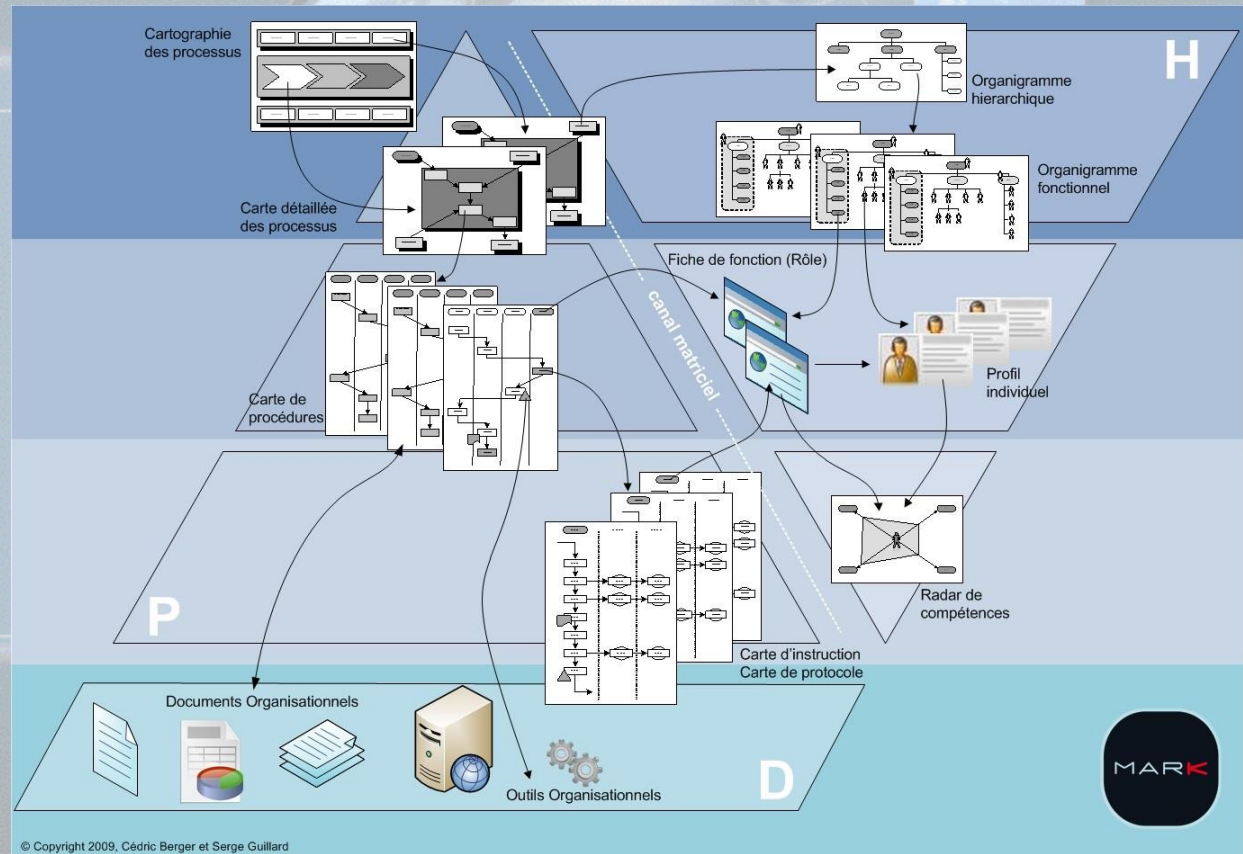 Cartographie
des processus
H
Organigramme
hierarchique
Organigramme
fonctionnel
Carte détaillée
des processus
Fiche de fonction (Rôle)
canal matriciel
Profil
individuel
Carte de
procédures
Radar de
compétences
P
Carte d'instruction
Carte de protocole
Documents Organisationnels
Outils Organisationnels
D
MARK
© Copyright 2009, Cédric Berger et Serge Guillard